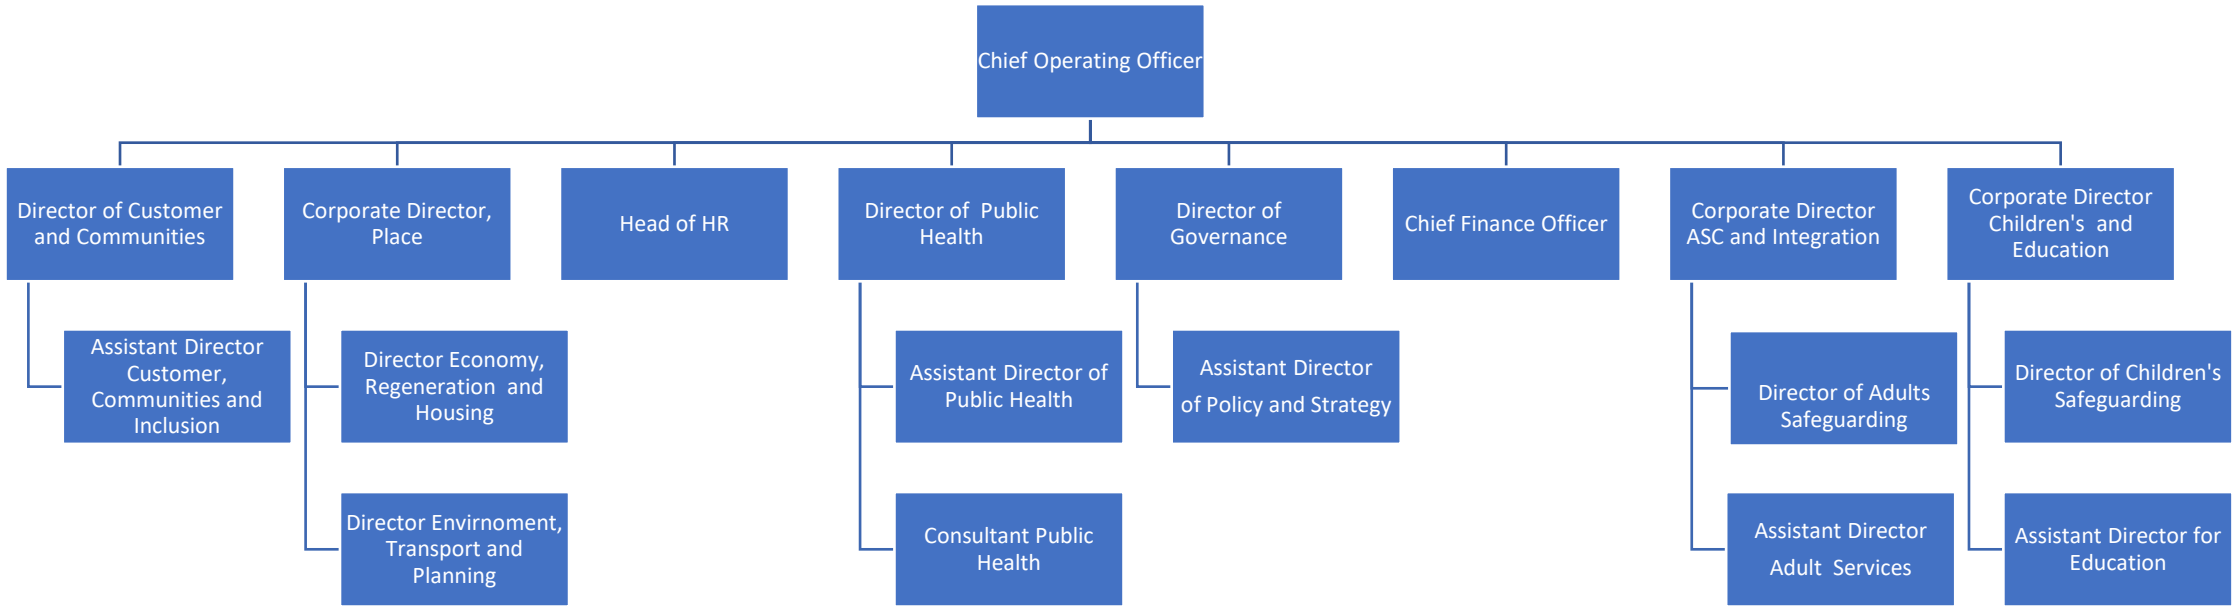 Chief Operating Officer
Director of Customer
and Communities
Corporate Director,
Place
Head of HR
Director of Public
Health
Director of
Governance
Chief Finance Officer
Corporate Director
ASC and Integration
Corporate Director
Children's and
Education
Assistant Director
Customer,
Communities and
Inclusion
Director Economy,
Regeneration and
Housing
Assistant Director of
Public Health
Assistant Director
of Policy and Strategy
Director of Adults
Safeguarding
Director of Children's
Safeguarding
Director Envirnoment,
Transport and
Planning
Consultant Public
Health
Assistant Director
Adult Services
Assistant Director for
Education